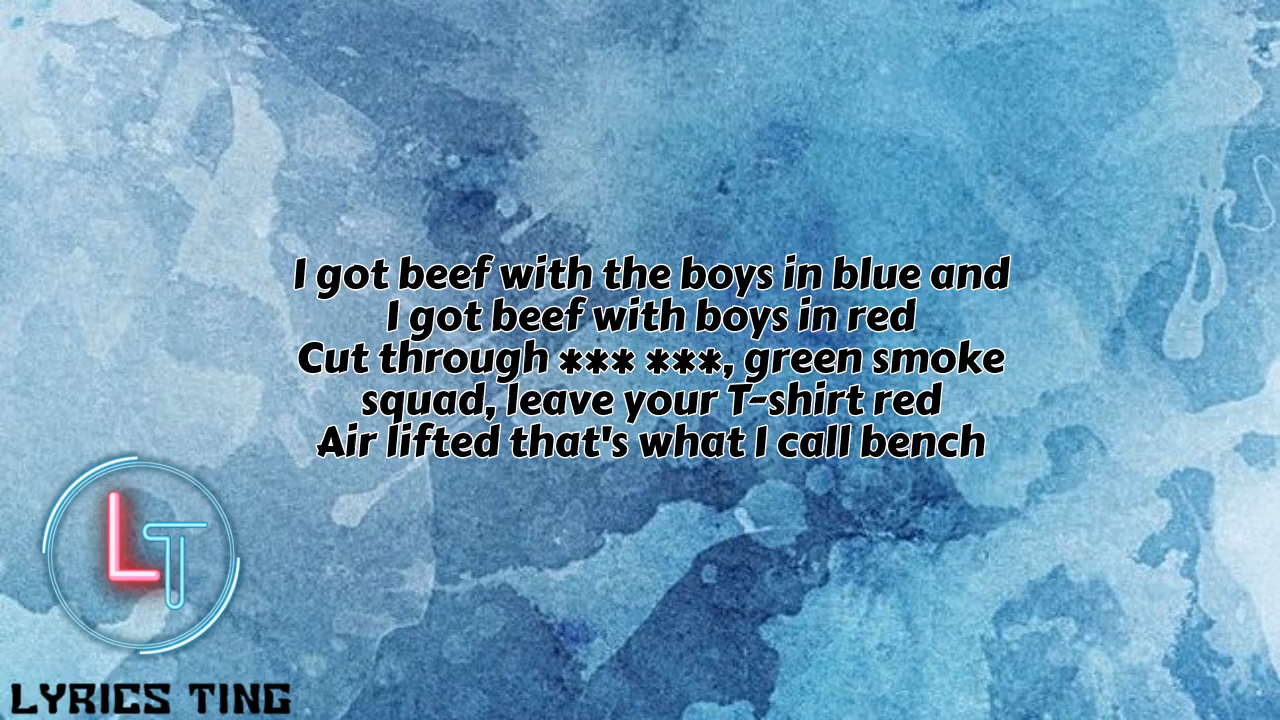 I got beef with the boys in blue and
I got beef with boys in red
Cut through *** ***, green smoke
squad, leave your T-shirt red
Air lifted that's what I call bench
LT
LYRICS TING